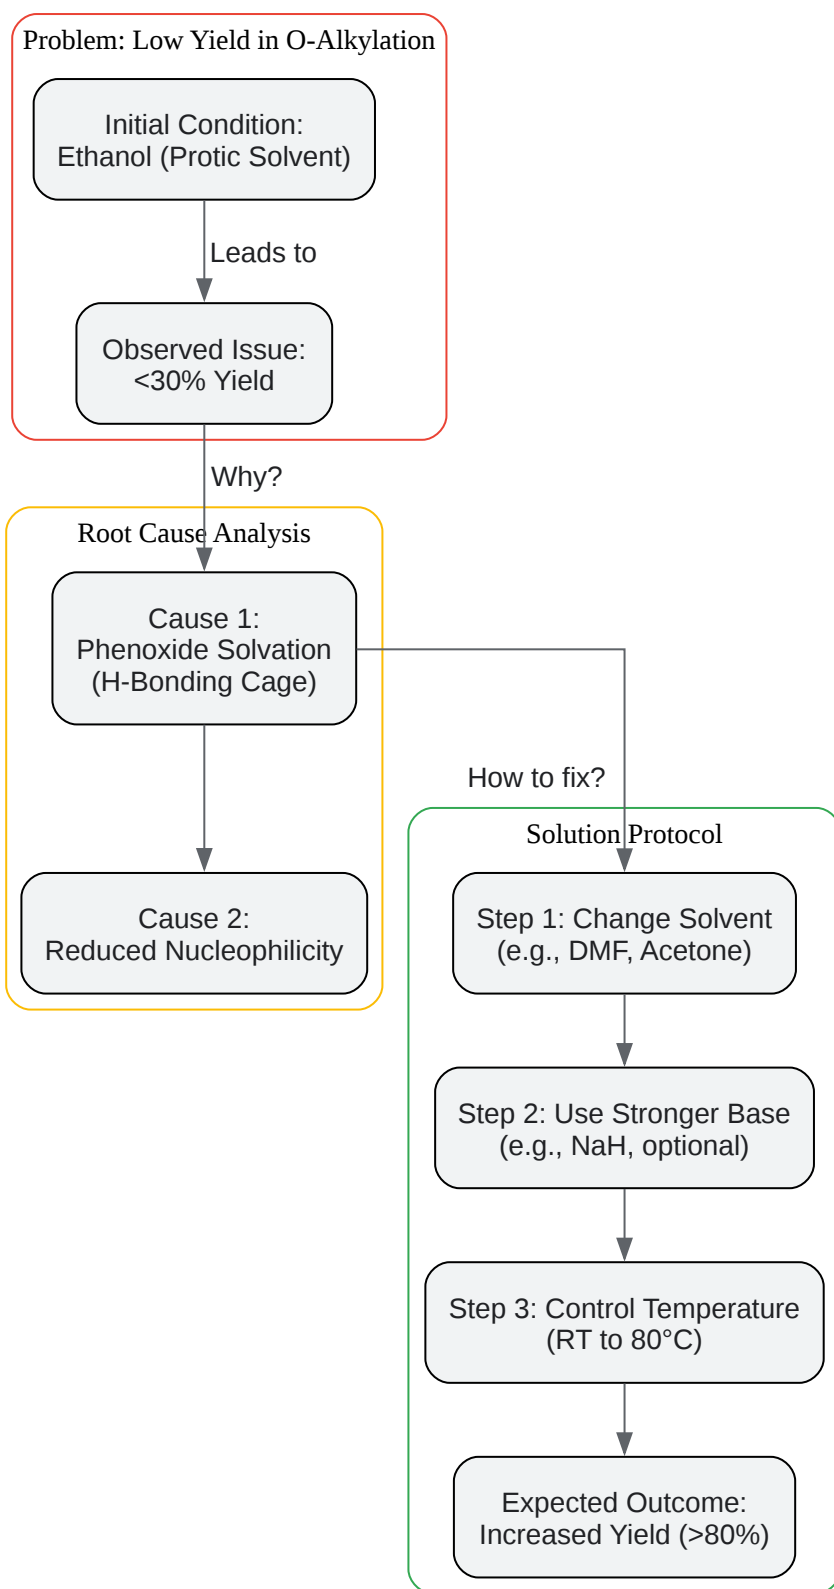 Problem: Low Yield in O-Alkylation
Initial Condition:
Ethanol (Protic Solvent)
Leads to
Observed Issue:
<30% Yield
Why?
Root Cause Analysis
Cause 1:
Phenoxide Solvation
(H-Bonding Cage)
Cause 2:
Reduced Nucleophilicity
How to fix?
Solution Protocol
Step 1: Change Solvent
(e.g., DMF, Acetone)
Step 2: Use Stronger Base
(e.g., NaH, optional)
Step 3: Control Temperature
(RT to 80°C)
Expected Outcome:
Increased Yield (>80%)